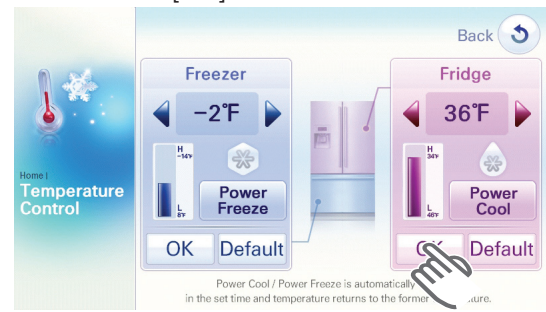 Back
Freezer
Fridge
−2°F
36°F
H
−14°F
H
34°F
Home |
Temperature
Control
Power
Freeze
Power
Cool
L
8°F
L
46°F
OK
Default
Default
Power Cool / Power Freeze is automatically
in the set time and temperature returns to the former